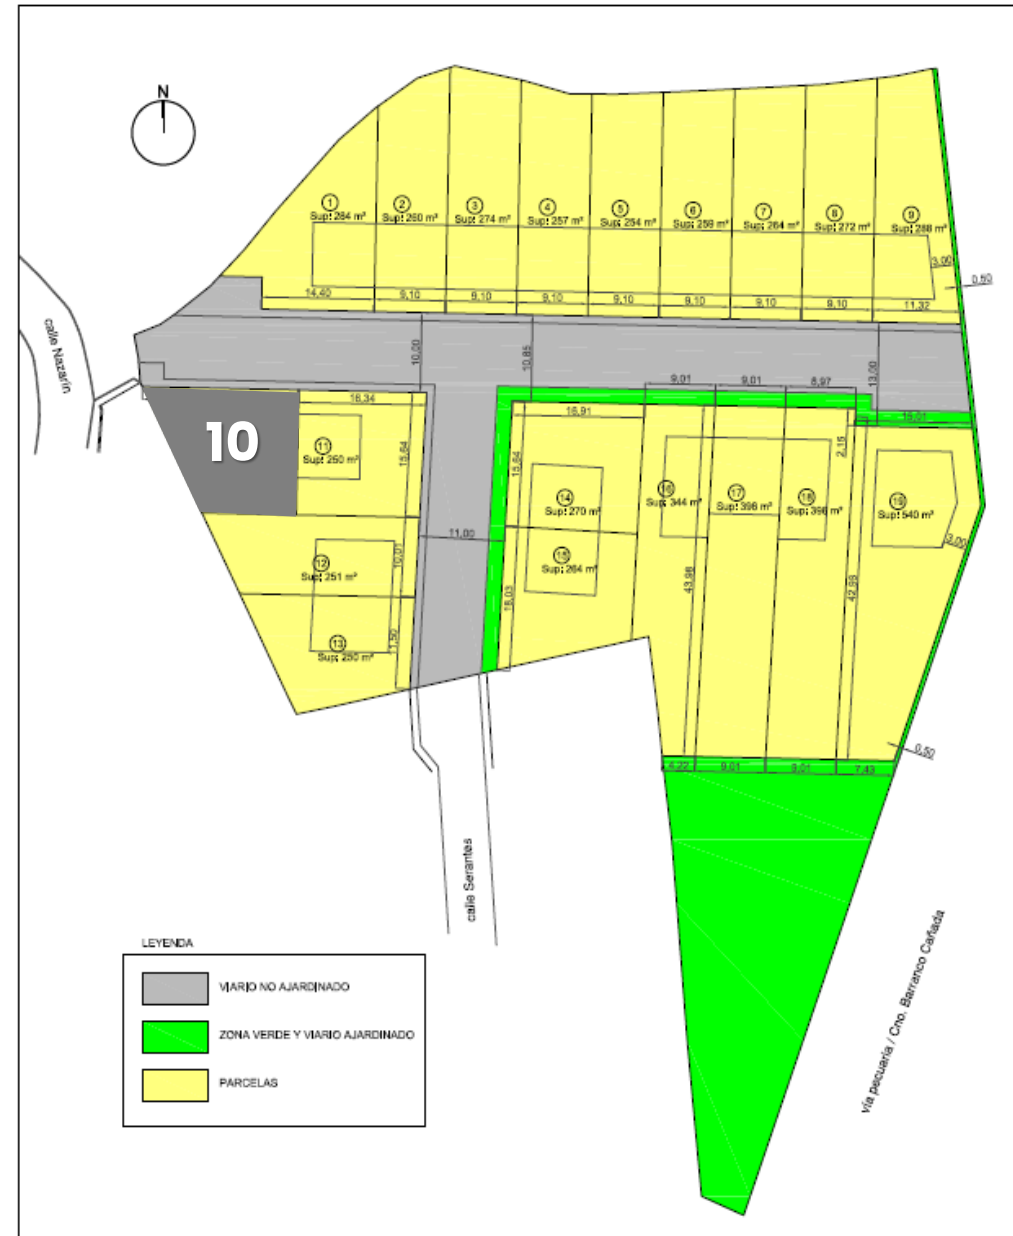 N
1
Sup: 284 m²
2
Sup: 260 m²
3
Sup: 274 m²
4
Sup: 257 m²
5
Sup: 254 m²
6
Sup: 259 m²
7
Sup: 264 m²
8
Sup: 272 m²
9
Sup: 288 m²
3,00
0,50
14,40
9,10
9,10
9,10
9,10
9,10
9,10
9,10
11,32
calle Nazarín
10,00
10,85
13,00
9,01
9,01
8,97
16,34
16,91
15,01
10
11
Sup: 250 m²
15,64
15,64
2,15
14
Sup: 270 m²
16
Sup: 344 m²
17
Sup: 396 m²
18
Sup: 396 m²
19
Sup: 540 m²
11,00
3,00
12
Sup: 251 m²
10,01
15
Sup: 264 m²
18,03
43,98
42,98
13
Sup: 250 m²
11,50
0,50
4,22
9,01
9,01
7,43
calle Serantes
vía pecuaria / Cno. Barranco Cañada
LEYENDA
VIARIO NO AJARDINADO
ZONA VERDE Y VIARIO AJARDINADO
PARCELAS